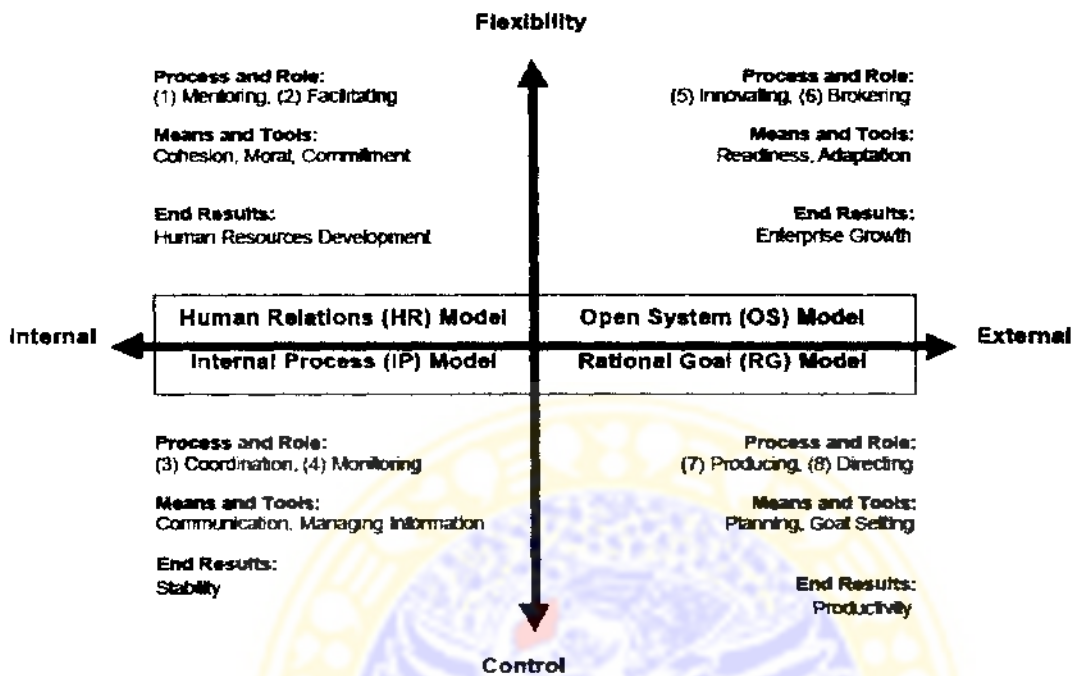 Flexibility
Process and Role:
(1) Mentoring, (2) Facilitating
Means and Tools:
Cohesion, Moral, Commitment
End Results:
Human Resources Development
Process and Role:
(5) Innovating, (6) Brokering
Means and Tools:
Readiness, Adaptation
End Results:
Enterprise Growth
Human Relations (HR) Model
Open System (OS) Model
Internal
External
Internal Process (IP) Model
Rational Goal (RG) Model
Process and Role:
(3) Coordination, (4) Monitoring
Means and Tools:
Communication, Managing Information
End Results:
Stability
Process and Role:
(7) Producing, (8) Directing
Means and Tools:
Planning, Goal Setting
End Results:
Productivity
Control